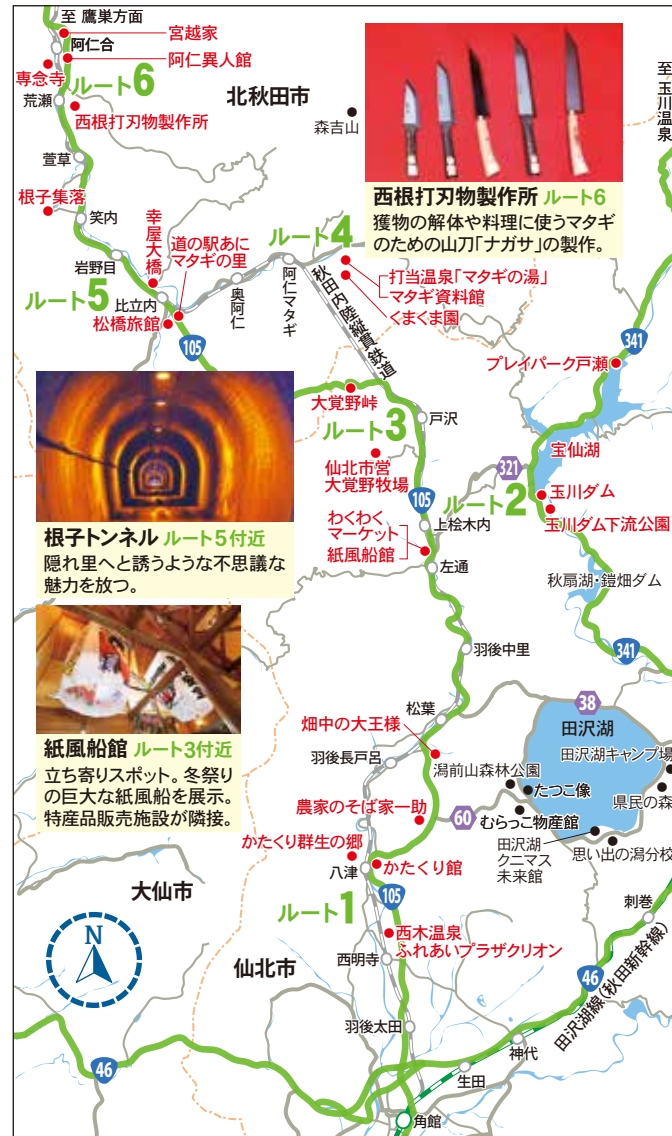 至 鷹巣方面
宮越家
阿仁合
阿仁異人館
専念寺
ルート6
荒瀬
西根打刃物製作所
北秋田市
森吉山
至 玉川温泉
萱草
根子集落
笑内
西根打刃物製作所 ルート6
獲物の解体や料理に使うマタギ
のための山刀「ナガサ」の製作。
幸屋大橋
道の駅あに
マタギの里
ルート4
岩野目
ルート5
比立内
松橋旅館
奥阿仁
阿仁マタギ
打当温泉「マタギの湯」
マタギ資料館
くまくま園
秋田内陸縦貫鉄道
105
341
プレイパーク戸瀬
大覚野峠
戸沢
ルート3
仙北市営
大覚野牧場
321
宝仙湖
ルート2
玉川ダム
玉川ダム下流公園
105
上桧木内
わくわく
マーケット
紙風船館
左通
根子トンネル ルート5付近
隠れ里へと誘うような不思議な
魅力を放つ。
秋扇湖・鎧畑ダム
341
羽後中里
紙風船館 ルート3付近
立ち寄りスポット。冬祭り
の巨大な紙風船を展示。
特産品販売施設が隣接。
松葉
38
畑中の大王様
羽後長戸呂
田沢湖
田沢湖キャンプ場
潟前山森林公園
たつこ像
県民の森
農家のそば家一助
60
むらっこ物産館
田沢湖
クニマス
未来館
思い出の潟分校
かたくり群生の郷
八津
かたくり館
大仙市
105
ルート1
刺巻
N
西木温泉
ふれあいプラザクリオン
西明寺
仙北市
46
田沢湖線(秋田新幹線)
羽後太田
46
神代
生田
角館